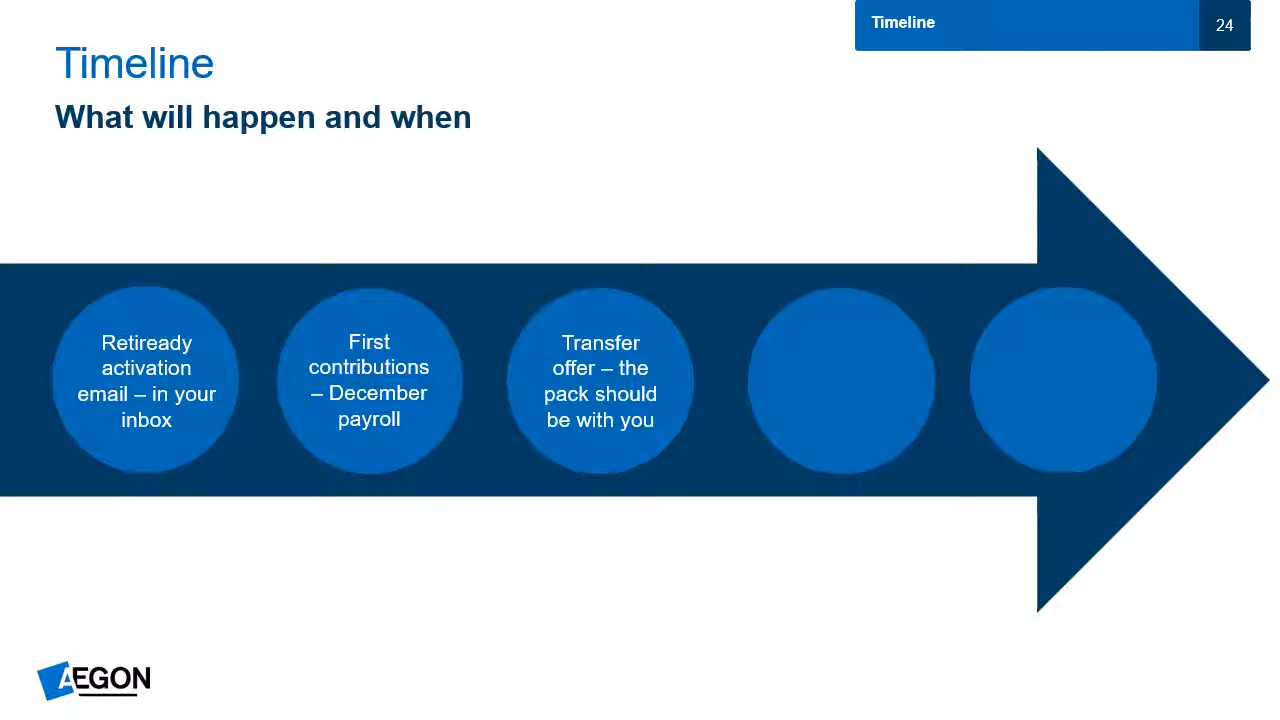 Timeline
24
Timeline
What will happen and when
Retiready
activation
email – in your
inbox
First
contributions
– December
payroll
Transfer
offer – the
pack should
be with you
AEGON